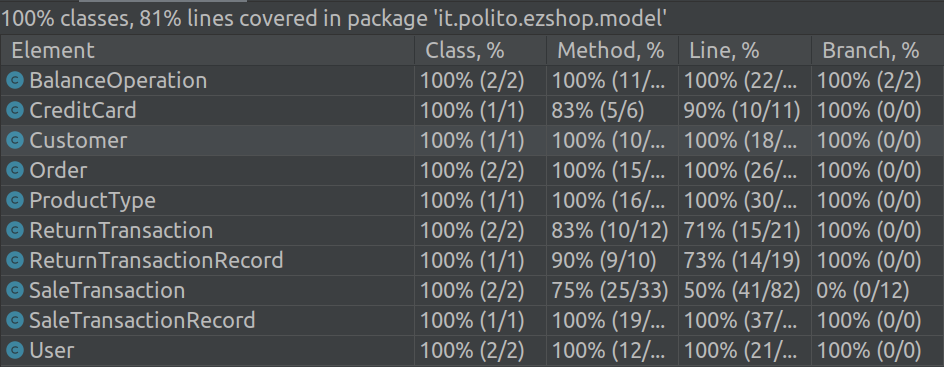 100% classes, 81% lines covered in package 'it.polito.ezshop.model'
Element Class, % Method, % Line, % Branch, %
BalanceOperation 100% (2/2) 100% (11/... 100% (22/... 100% (2/2)
CreditCard 100% (1/1) 83% (5/6) 90% (10/11) 100% (0/0)
Customer 100% (1/1) 100% (10/... 100% (18/... 100% (0/0)
Order 100% (2/2) 100% (15/... 100% (26/... 100% (0/0)
ProductType 100% (1/1) 100% (16/... 100% (30/... 100% (0/0)
ReturnTransaction 100% (2/2) 83% (10/12) 71% (15/21) 100% (0/0)
ReturnTransactionRecord 100% (1/1) 90% (9/10) 73% (14/19) 100% (0/0)
SaleTransaction 100% (2/2) 75% (25/33) 50% (41/82) 0% (0/12)
SaleTransactionRecord 100% (1/1) 100% (19/... 100% (37/... 100% (0/0)
User 100% (2/2) 100% (12/... 100% (21/... 100% (0/0)